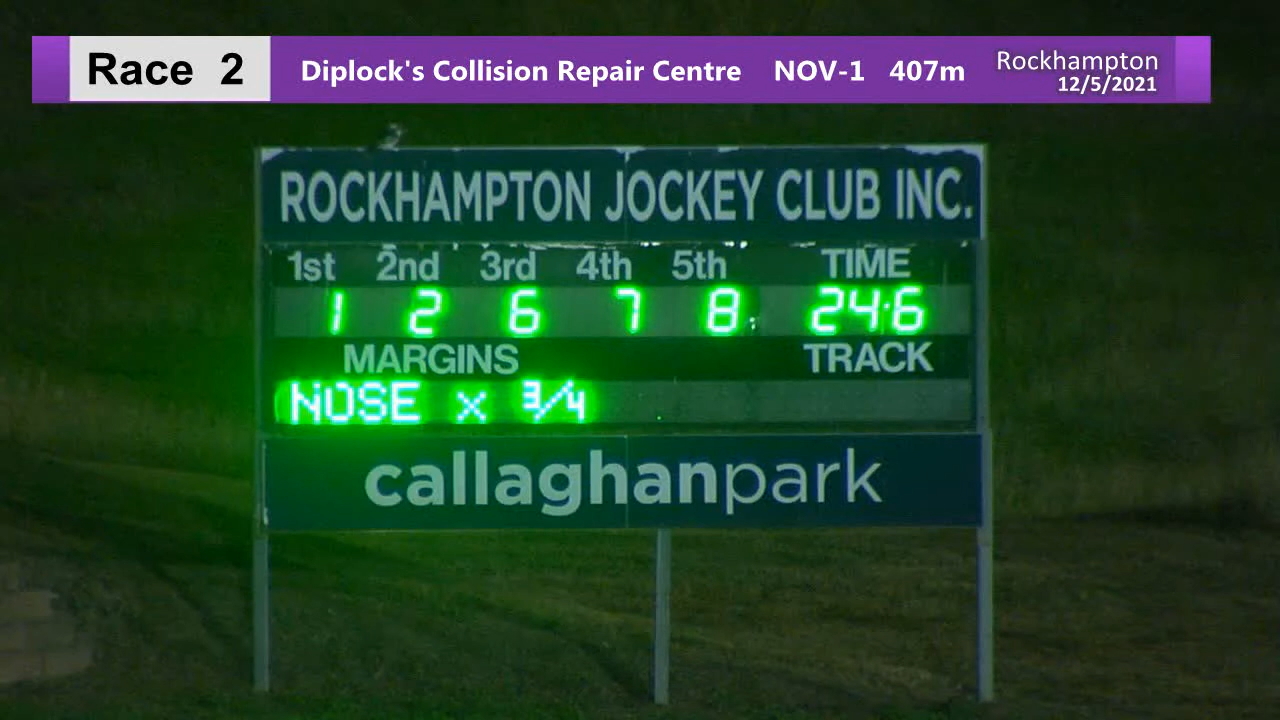 Race 2 Diplock's Collision Repair Centre NOV-1 407m Rockhampton
12/5/2021
ROCKHAMPTON JOCKEY CLUB INC.
1st 2nd 3rd 4th 5th TIME
1 2 6 7 8 24.6
MARGINS TRACK
NOSE x 3/4
callaghanpark